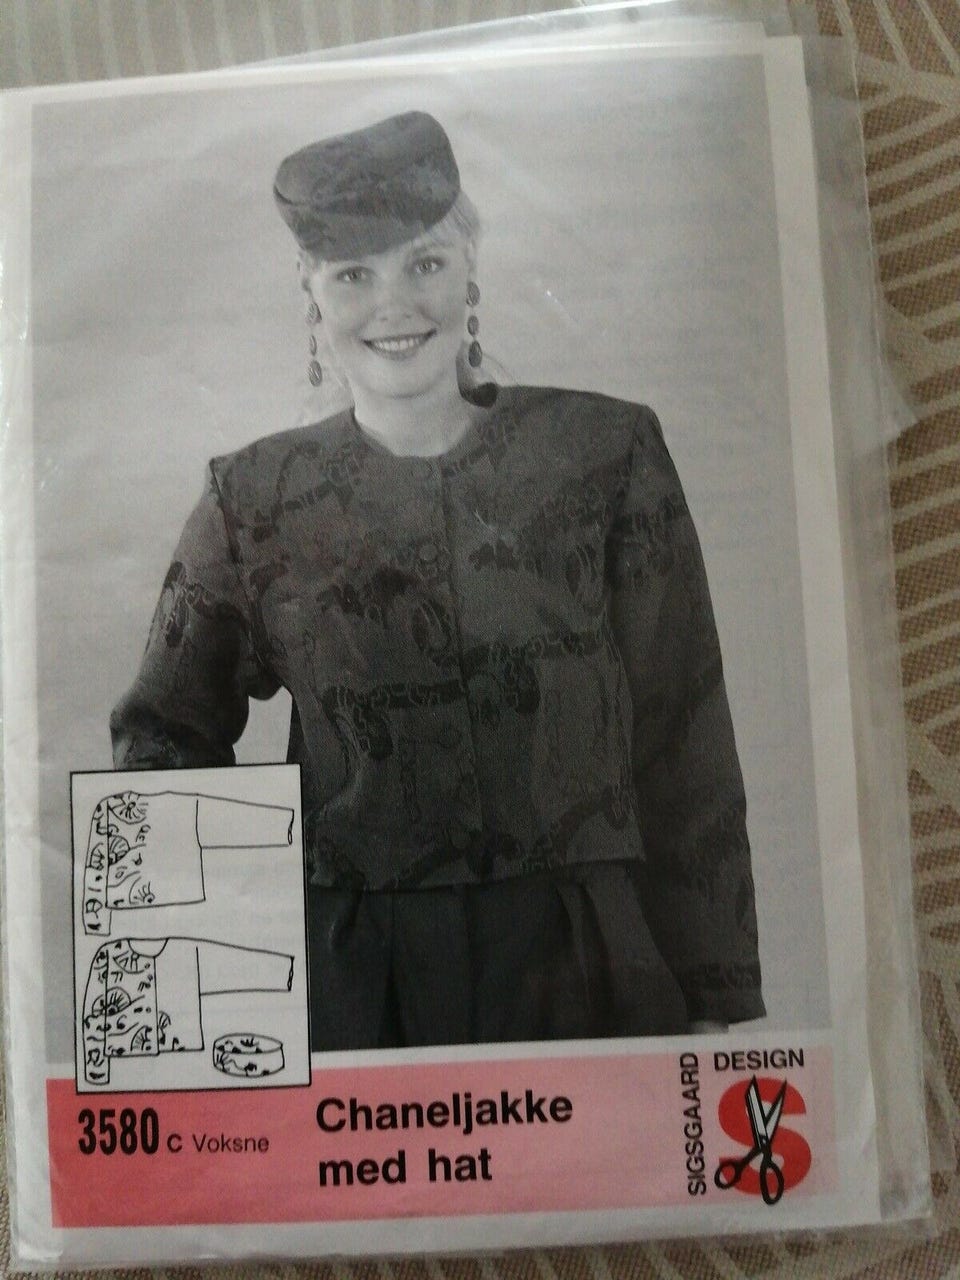 3580 C Voksne
Chaneljakke
med hat
SIGSGAARD
DESIGN
S